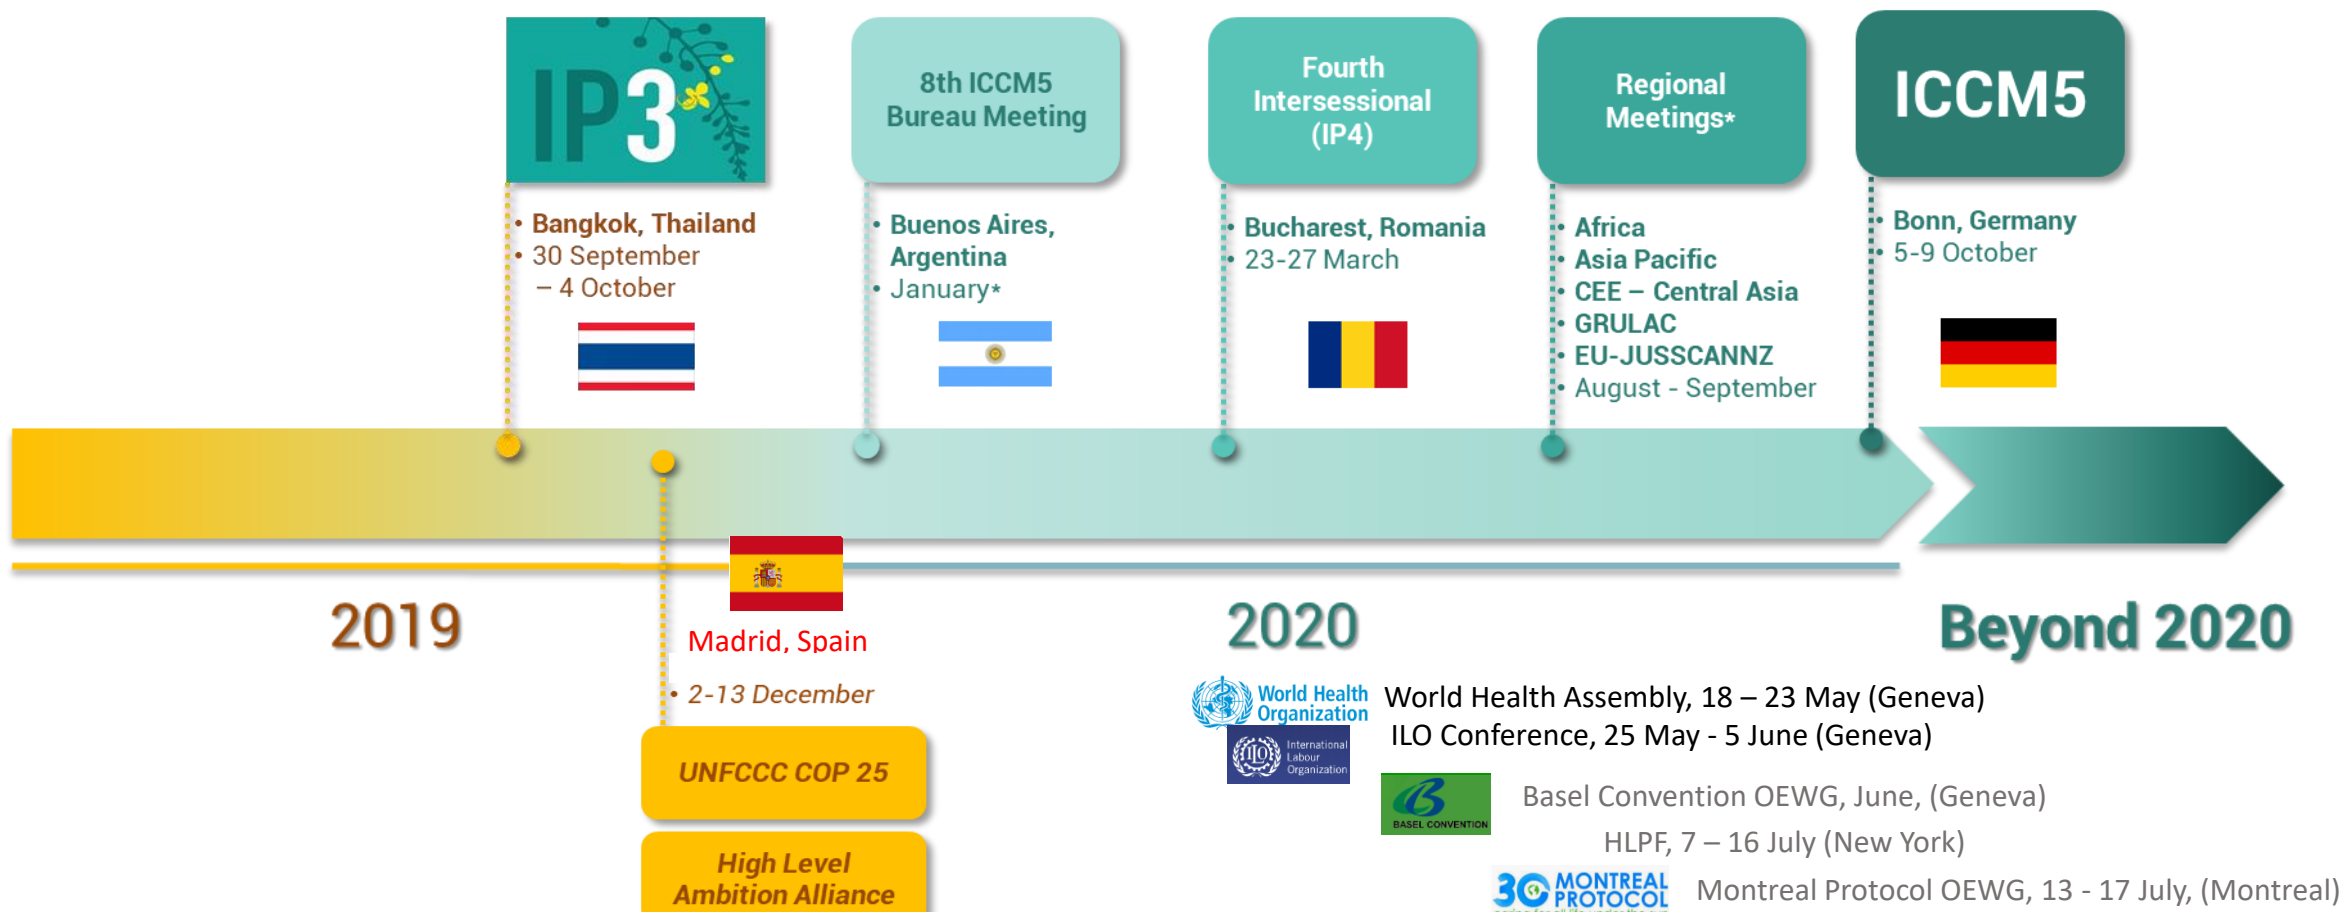 IP3
8th ICCM5
Bureau Meeting
Fourth
Intersessional
(IP4)
Regional
Meetings*
ICCM5
• Bangkok, Thailand
• 30 September
– 4 October
• Buenos Aires,
Argentina
• January*
• Bucharest, Romania
• 23-27 March
• Africa
• Asia Pacific
• CEE – Central Asia
• GRULAC
• EU-JUSSCANNZ
• August - September
• Bonn, Germany
• 5-9 October
2019
2020
Beyond 2020
Madrid, Spain
• 2-13 December
UNFCCC COP 25
High Level
Ambition Alliance
World Health
Organization
World Health Assembly, 18 – 23 May (Geneva)
ILO
International
Labour
Organization
ILO Conference, 25 May - 5 June (Geneva)
BASEL CONVENTION
Basel Convention OEWG, June, (Geneva)
HLPF, 7 – 16 July (New York)
30 MONTREAL
PROTOCOL
Montreal Protocol OEWG, 13 - 17 July, (Montreal)